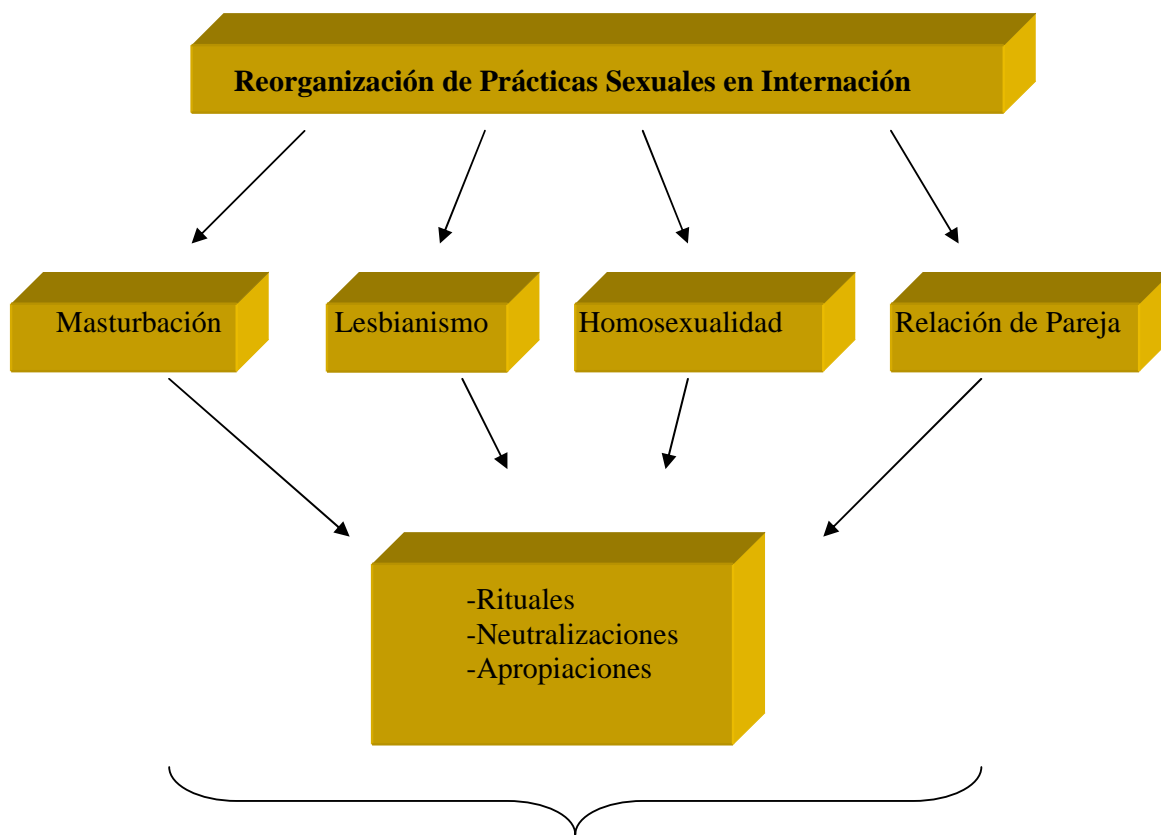 Reorganización de Prácticas Sexuales en Internación
Masturbación
Lesbianismo
Homosexualidad
Relación de Pareja
-Rituales
-Neutralizaciones
-Apropiaciones